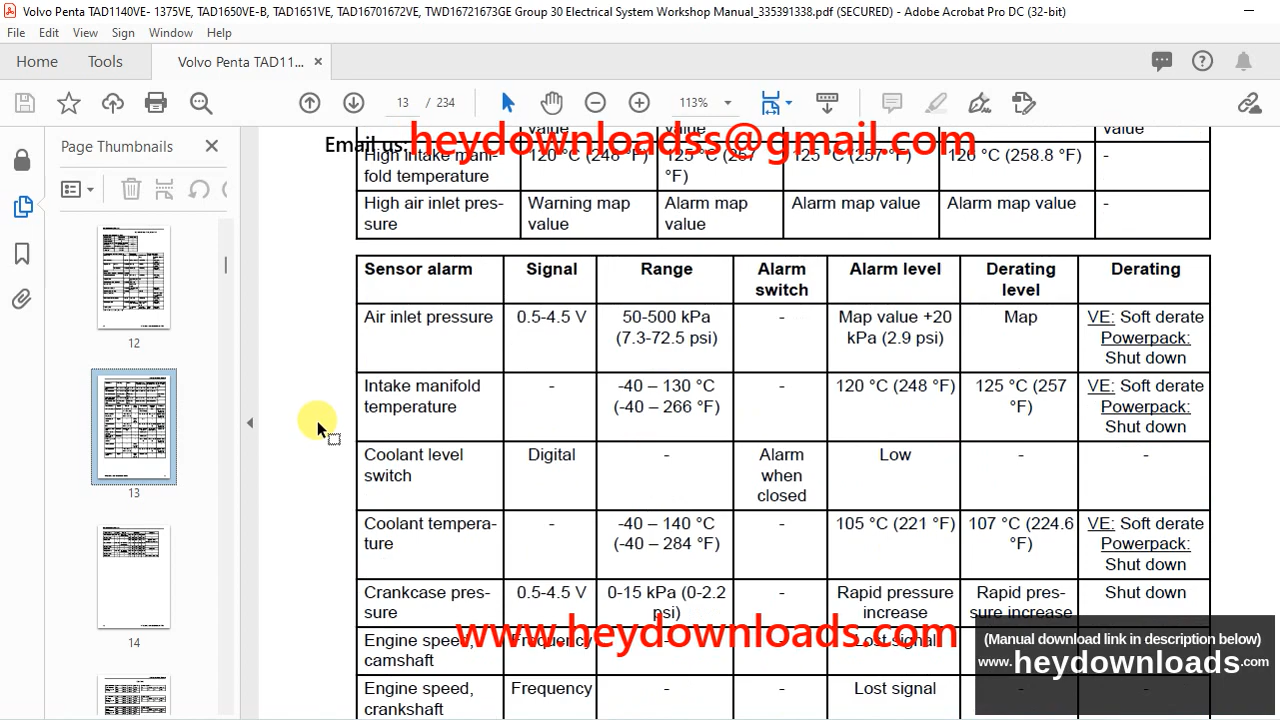 Volvo Penta TAD1140VE- 1375VE, TAD1650VE-B, TAD1651VE, TAD16701672VE, TWD16721673GE Group 30 Electrical System Workshop Manual_335391338.pdf (SECURED) - Adobe Acrobat Pro DC (32-bit)
File Edit View Sign Window Help
Home Tools Volvo Penta TAD11... ×
13 / 234 113%
Page Thumbnails
12
13
14
Email us: heydownloadss@gmail.com
value value value
High intake mani- 120 °C (248 °F) 125 °C (257 125 °C (257 °F) 126 °C (258.8 °F) -
fold temperature °F)
High air inlet pres- Warning map Alarm map Alarm map value Alarm map value -
sure value value
Sensor alarm Signal Range Alarm Alarm level Derating Derating
switch level
Air inlet pressure 0.5-4.5 V 50-500 kPa - Map value +20 Map VE: Soft derate
(7.3-72.5 psi) kPa (2.9 psi) Powerpack:
Shut down
Intake manifold - -40 – 130 °C - 120 °C (248 °F) 125 °C (257 VE: Soft derate
temperature (-40 – 266 °F) °F) Powerpack:
Shut down
Coolant level Digital - Alarm Low - -
switch when
closed
Coolant tempera- - -40 – 140 °C - 105 °C (221 °F) 107 °C (224.6 VE: Soft derate
ture (-40 – 284 °F) °F) Powerpack:
Shut down
Crankcase pres- 0.5-4.5 V 0-15 kPa (0-2.2 - Rapid pressure Rapid pres- Shut down
sure psi) increase sure increase
www.heydownloads.com
Engine speed, Frequency - - Lost signal
camshaft
Engine speed, Frequency - - Lost signal - -
crankshaft
(Manual download link in description below)
www.heydownloads.com